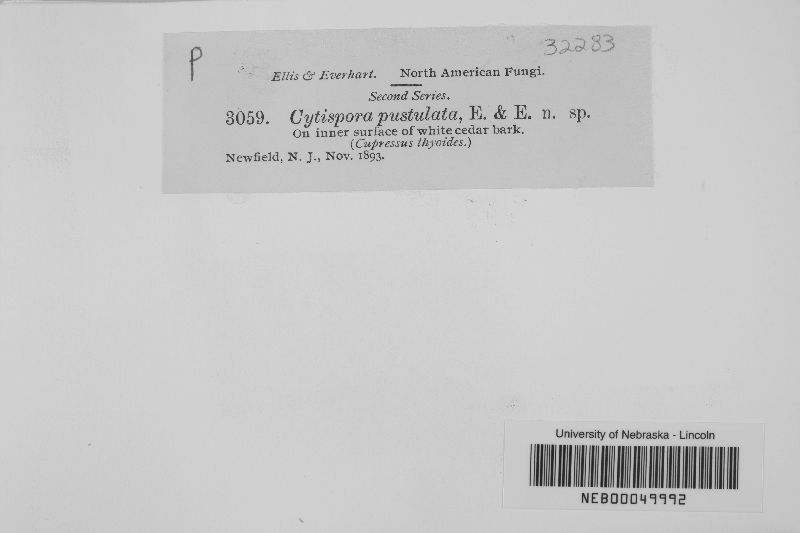 P
32283
Ellis & Everhart. North American Fungi.
Second Series.
3059. Cytispora pustulata, E. & E. n. sp.
On inner surface of white cedar bark.
(Cupressus thyoides.)
Newfield, N. J., Nov. 1893.
University of Nebraska - Lincoln
NEB00049992